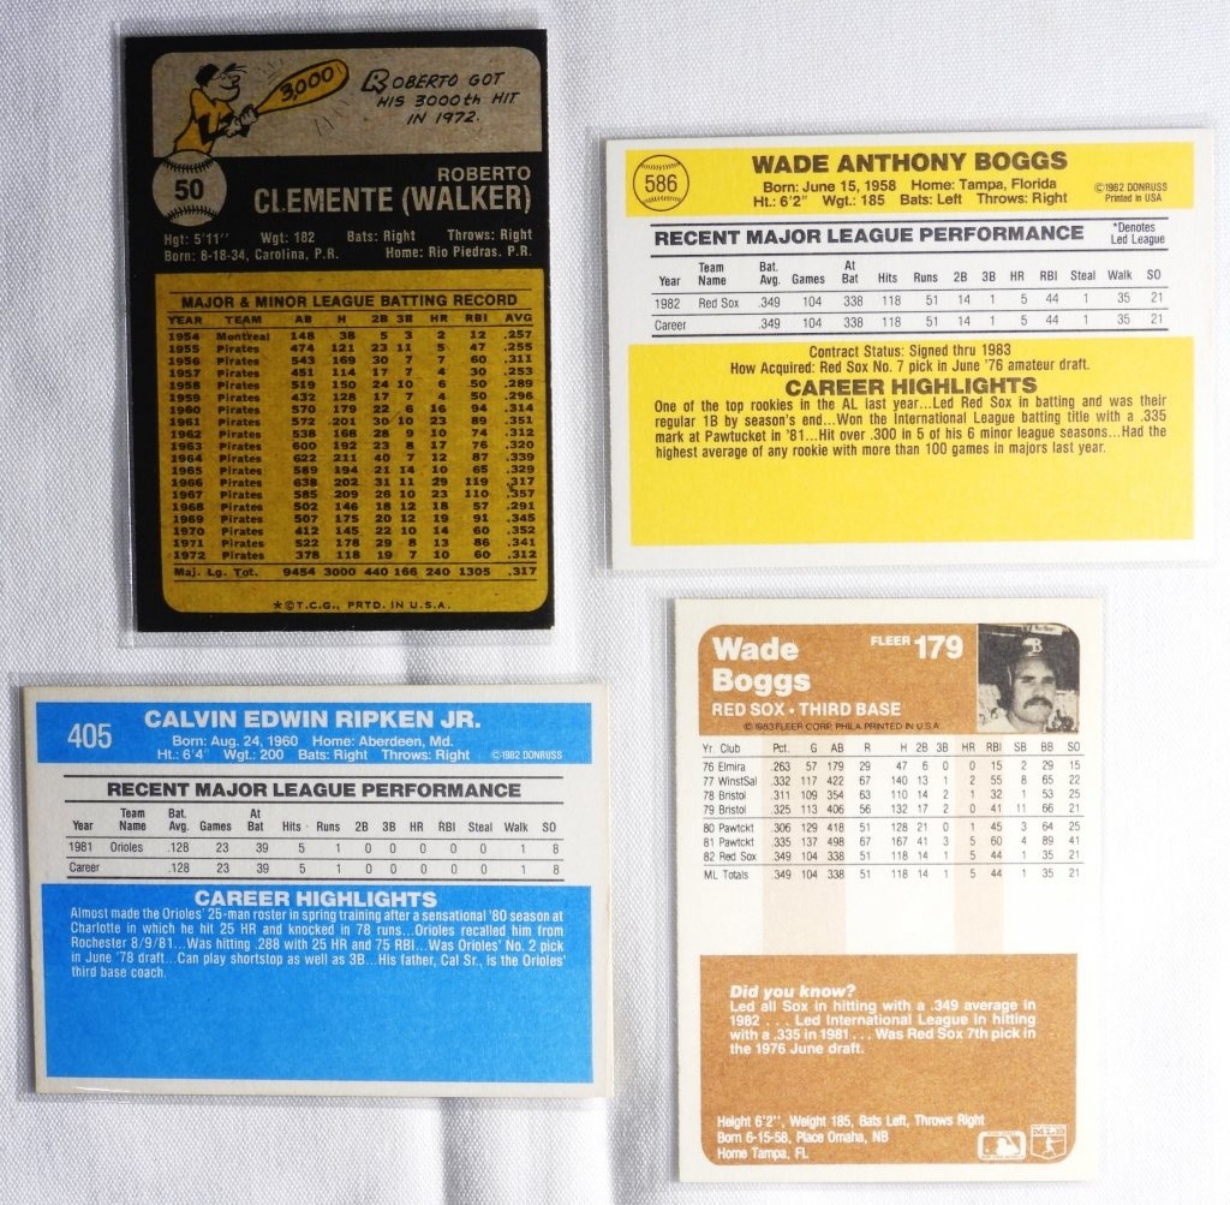 3,000
ROBERTO GOT
HIS 3000th HIT
IN 1972.
50
ROBERTO
CLEMENTE (WALKER)
Hgt: 5'11" Wgt: 182 Bats: Right Throws: Right
Born: 8-18-34, Carolina, P.R. Home: Rio Piedras, P.R.
MAJOR & MINOR LEAGUE BATTING RECORD
YEAR TEAM AB H 2B 3B HR RBI AVG
1954 Montreal 148 38 5 3 2 12 .257
1955 Pirates 474 121 23 11 5 47 .255
1956 Pirates 543 169 30 7 7 60 .311
1957 Pirates 451 114 17 7 4 30 .253
1958 Pirates 519 150 24 10 6 50 .289
1959 Pirates 432 128 17 7 4 50 .296
1960 Pirates 570 179 22 6 16 94 .314
1961 Pirates 572 201 30 10 23 89 .351
1962 Pirates 538 168 28 9 10 74 .312
1963 Pirates 600 192 23 8 17 76 .320
1964 Pirates 622 211 40 7 12 87 .339
1965 Pirates 589 194 21 14 10 65 .329
1966 Pirates 638 202 31 11 29 119 .317
1967 Pirates 585 209 26 10 23 110 .357
1968 Pirates 502 146 18 12 18 57 .291
1969 Pirates 507 175 20 12 19 91 .345
1970 Pirates 412 145 22 10 14 60 .352
1971 Pirates 522 178 29 8 13 86 .341
1972 Pirates 378 118 19 7 10 60 .312
Maj. Lg. Tot. 9454 3000 440 166 240 1305 .317
★©T.C.G., PRTD. IN U.S.A.
586
WADE ANTHONY BOGGS
Born: June 15, 1958 Home: Tampa, Florida
Ht.: 6'2" Wgt.: 185 Bats: Left Throws: Right
©1982 DONRUSS
Printed in USA
RECENT MAJOR LEAGUE PERFORMANCE
*Denotes
Led League
Year Team Name Bat. Avg. Games At Bat Hits Runs 2B 3B HR RBI Steal Walk SO
1982 Red Sox .349 104 338 118 51 14 1 5 44 1 35 21
Career .349 104 338 118 51 14 1 5 44 1 35 21
Contract Status: Signed thru 1983
How Acquired: Red Sox No. 7 pick in June '76 amateur draft.
CAREER HIGHLIGHTS
One of the top rookies in the AL last year...Led Red Sox in batting and was their
regular 1B by season's end...Won the International League batting title with a .335
mark at Pawtucket in '81...Hit over .300 in 5 of his 6 minor league seasons...Had the
highest average of any rookie with more than 100 games in majors last year.
405
CALVIN EDWIN RIPKEN JR.
Born: Aug. 24, 1960 Home: Aberdeen, Md.
Ht.: 6'4" Wgt.: 200 Bats: Right Throws: Right
©1982 DONRUSS
RECENT MAJOR LEAGUE PERFORMANCE
Year Team Name Bat. Avg. Games At Bat Hits Runs 2B 3B HR RBI Steal Walk SO
1981 Orioles .128 23 39 5 1 0 0 0 0 0 1 8
Career .128 23 39 5 1 0 0 0 0 0 1 8
CAREER HIGHLIGHTS
Almost made the Orioles' 25-man roster in spring training after a sensational '80 season at
Charlotte in which he hit 25 HR and knocked in 78 runs...Orioles recalled him from
Rochester 8/9/81...Was hitting .288 with 25 HR and 75 RBI...Was Orioles' No. 2 pick
in June '78 draft...Can play shortstop as well as 3B...His father, Cal Sr., is the Orioles'
third base coach.
Wade
Boggs
FLEER 179
RED SOX • THIRD BASE
©1983 FLEER CORP. PHILA. PRINTED IN U.S.A.
Yr. Club Pct. G AB R H 2B 3B HR RBI SB BB SO
76 Elmira .263 57 179 29 47 6 0 0 15 2 29 15
77 WinstSal .332 117 422 67 140 13 1 2 55 8 65 22
78 Bristol .311 109 354 63 110 14 2 1 32 1 53 25
79 Bristol .325 113 406 56 132 17 2 0 41 11 66 21
80 Pawtckt .306 129 418 51 128 21 0 1 45 3 64 25
81 Pawtckt .335 137 498 67 167 41 3 5 60 4 89 41
82 Red Sox .349 104 338 51 118 14 1 5 44 1 35 21
ML Totals .349 104 338 51 118 14 1 5 44 1 35 21
Did you know?
Led all Sox in hitting with a .349 average in
1982 . . . Led International League in hitting
with a .335 in 1981 . . . Was Red Sox 7th pick in
the 1976 June draft.
Height 6'2", Weight 185, Bats Left, Throws Right
Born 6-15-58, Place Omaha, NB
Home Tampa, FL